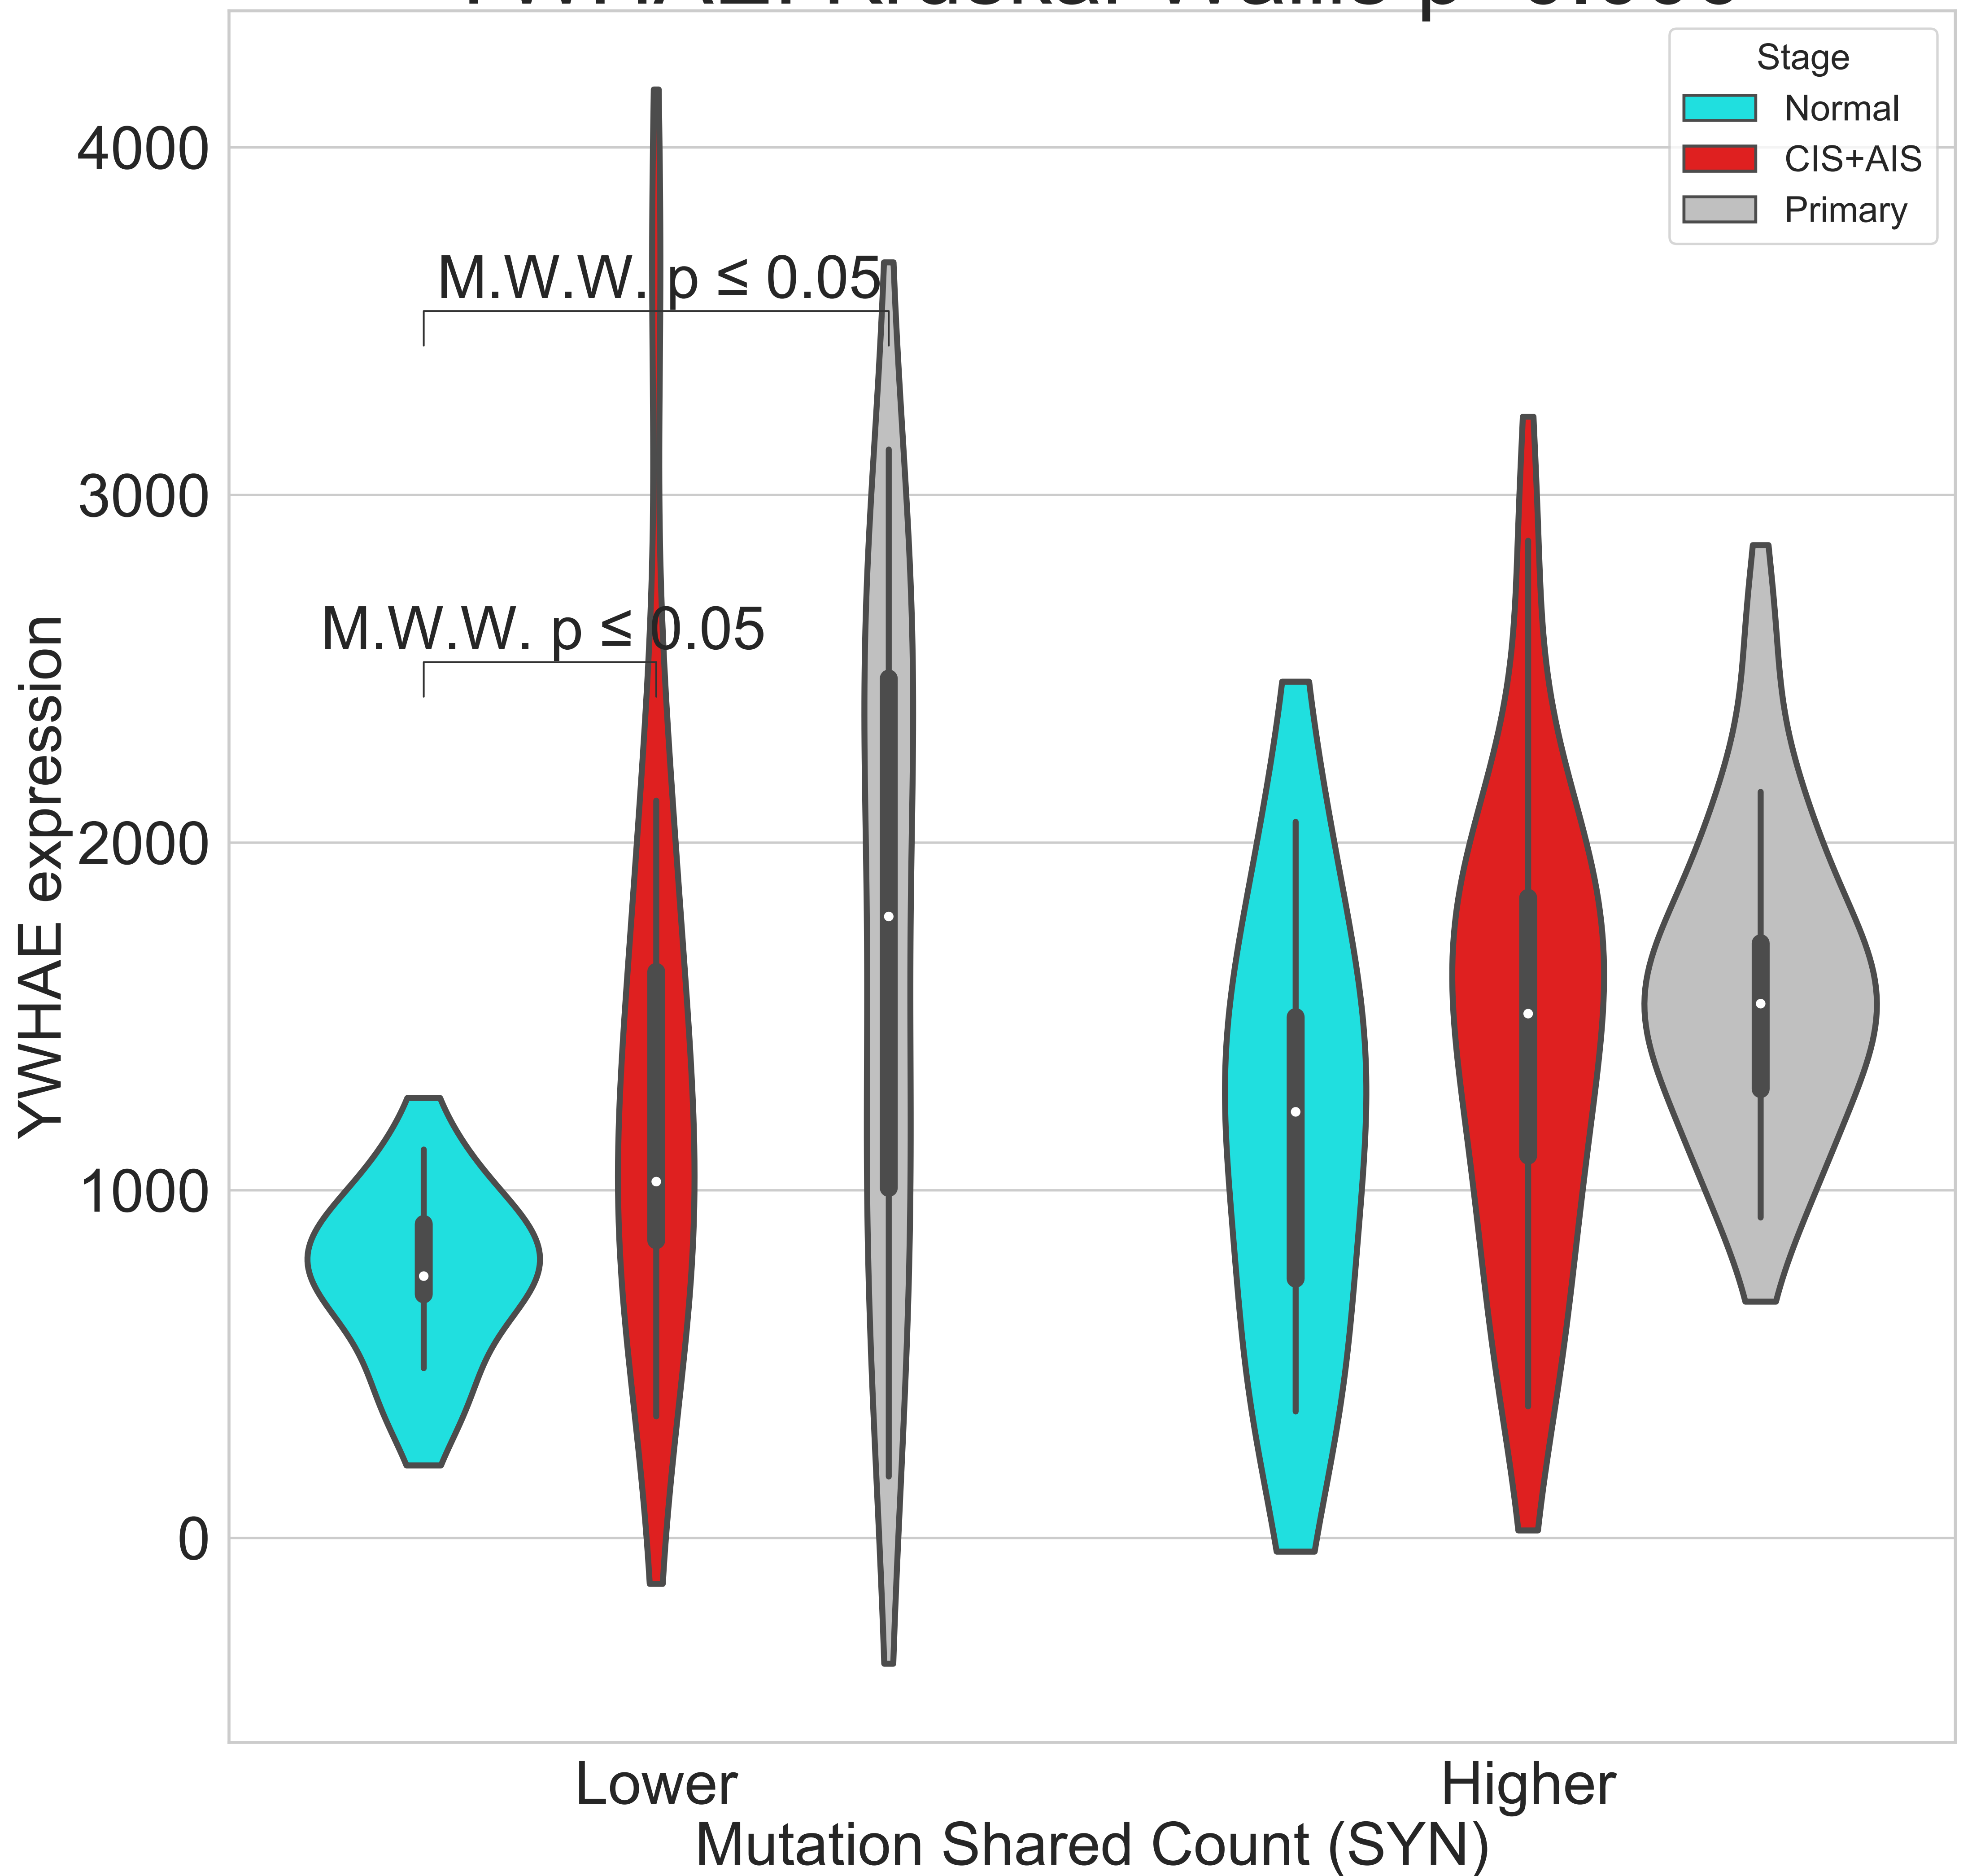 Stage
Normal
CIS+AIS
Primary
4000
3000
2000
1000
0
M.W.W. p ≤ 0.05
M.W.W. p ≤ 0.05
YWHAE expression
Lower
Higher
Mutation Shared Count (SYN)